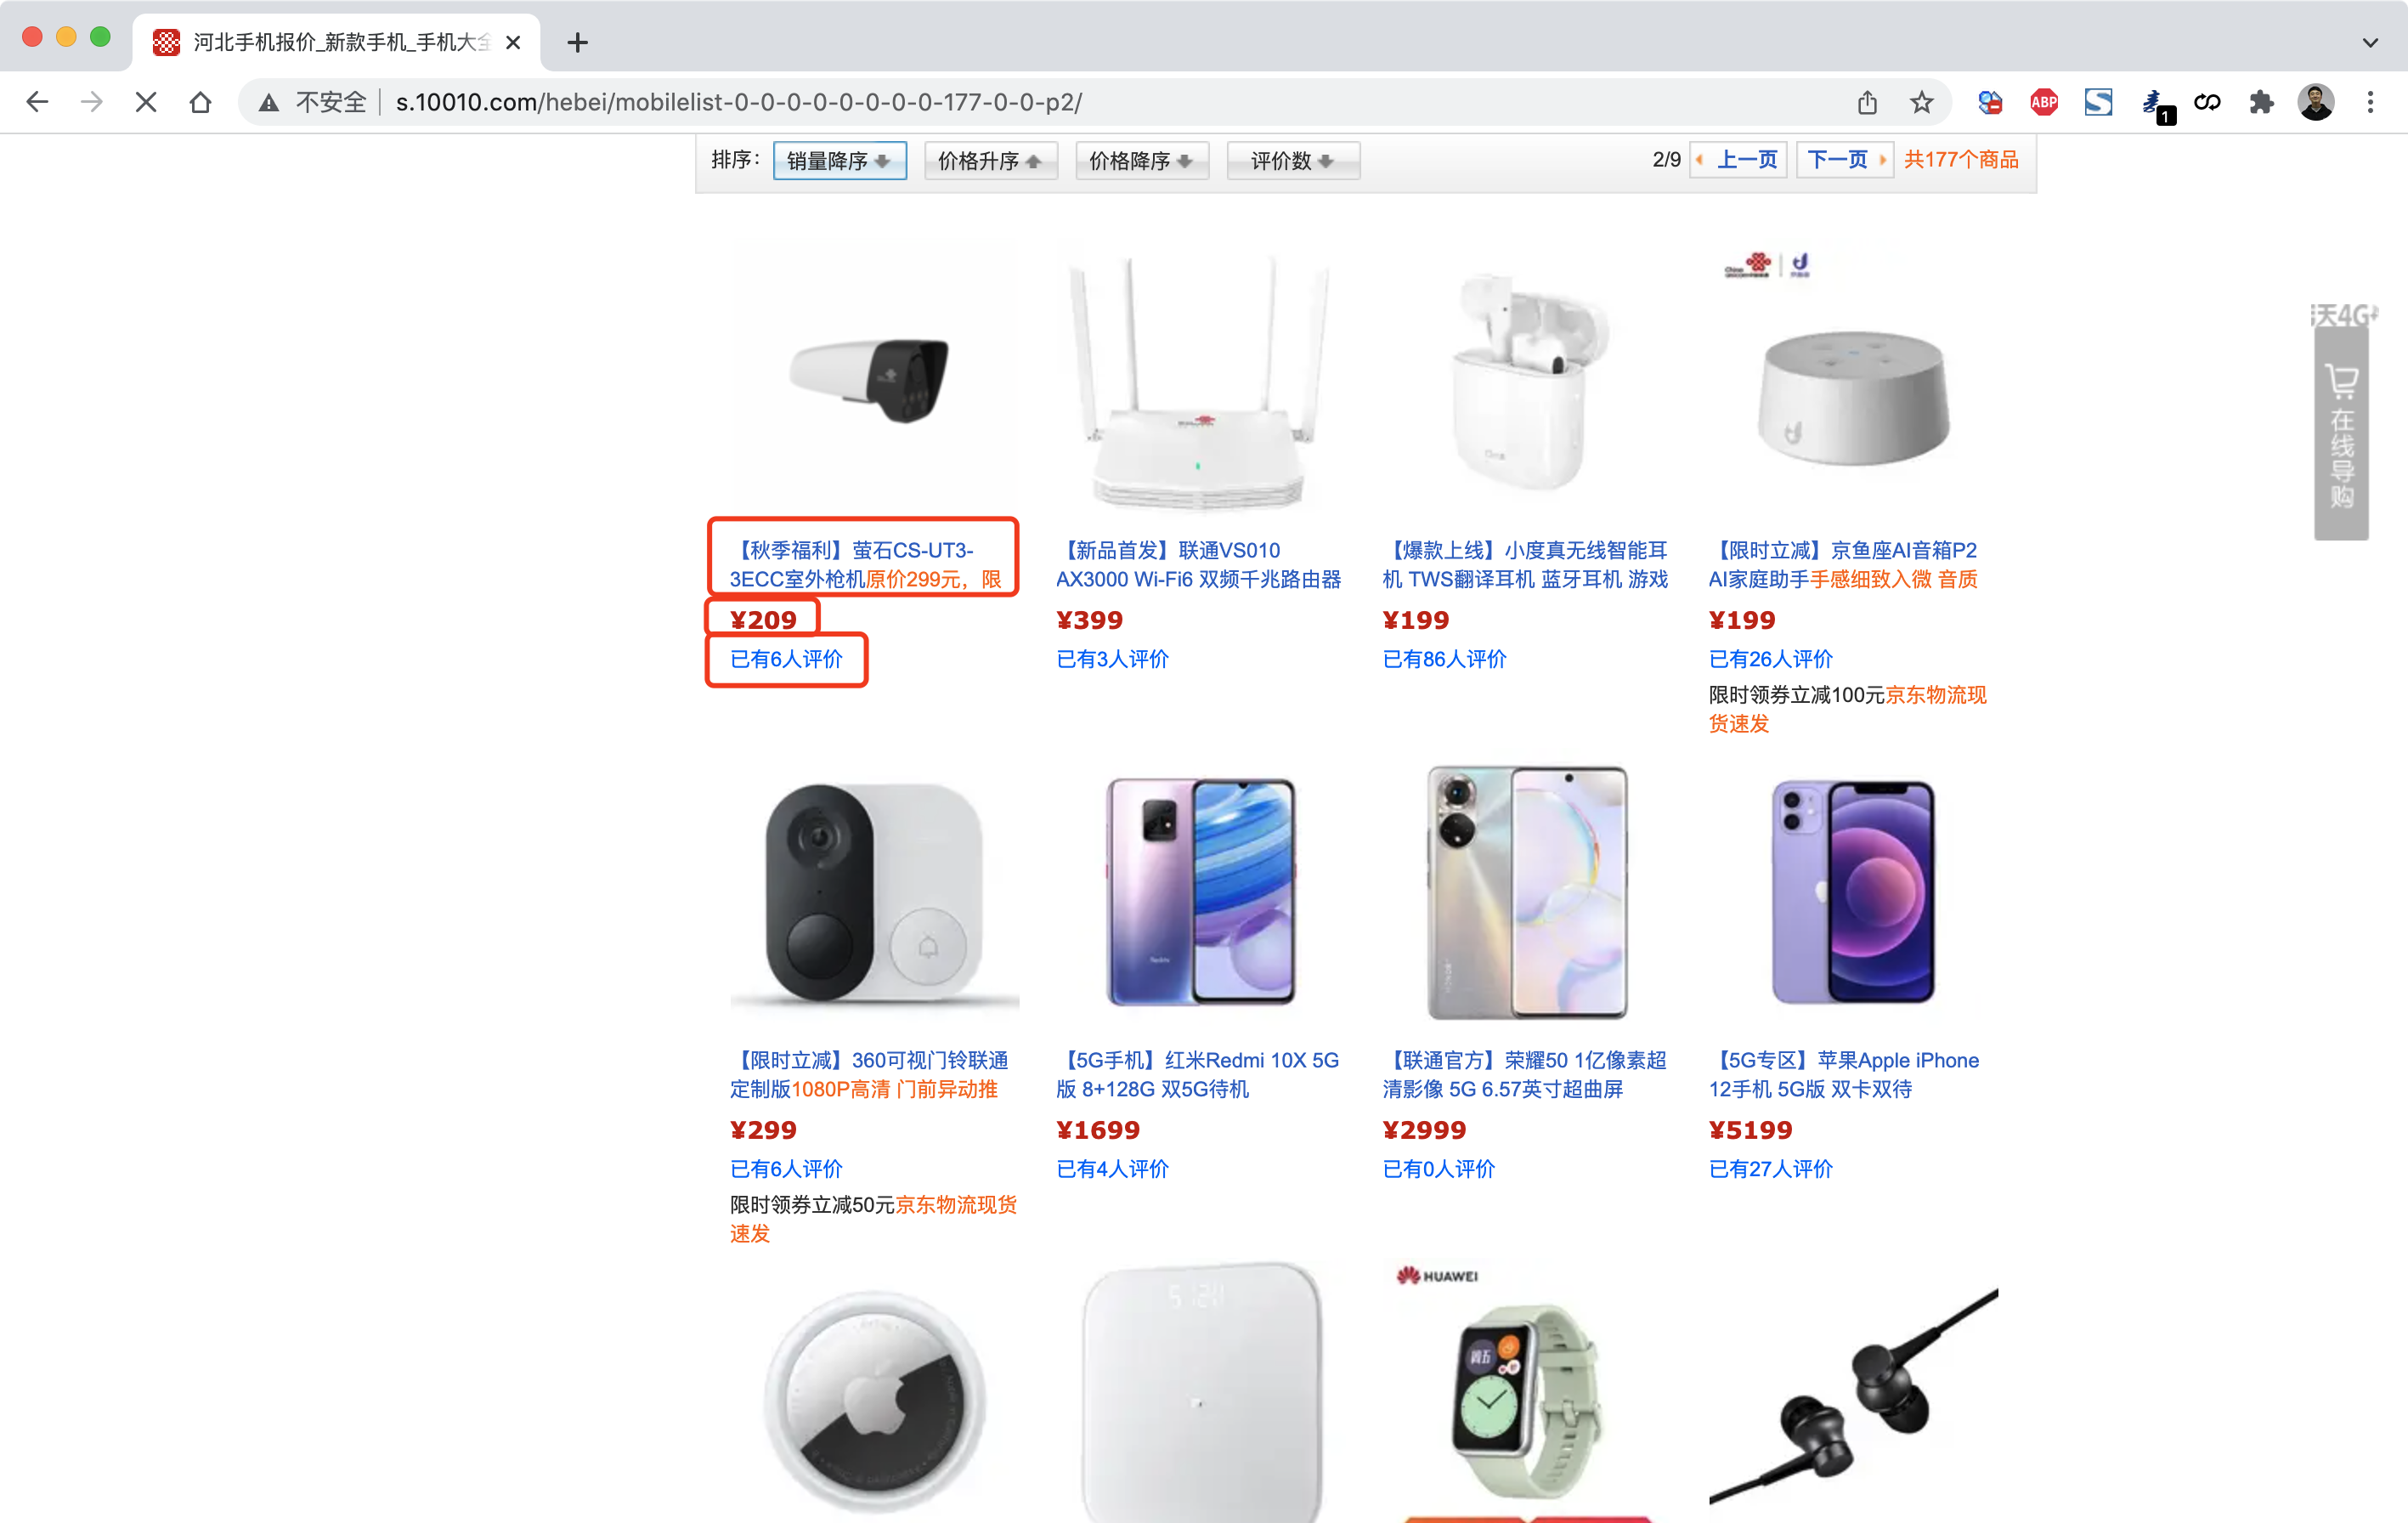 河北手机报价_新款手机_手机大全
不安全
s.10010.com/hebei/mobilelist-0-0-0-0-0-0-0-0-177-0-0-p2/
ABP
1
排序：
销量降序
价格升序
价格降序
评价数
2/9
上一页
下一页
共177个商品
沃4G+
在线导购
【秋季福利】萤石CS-UT3-
3ECC室外枪机原价299元，限
¥209
已有6人评价
【新品首发】联通VS010
AX3000 Wi-Fi6 双频千兆路由器
¥399
已有3人评价
【爆款上线】小度真无线智能耳
机 TWS翻译耳机 蓝牙耳机 游戏
¥199
已有86人评价
【限时立减】京鱼座AI音箱P2
AI家庭助手手感细致入微 音质
¥199
已有26人评价
限时领券立减100元京东物流现
货速发
【限时立减】360可视门铃联通
定制版1080P高清 门前异动推
¥299
已有6人评价
限时领券立减50元京东物流现货
速发
【5G手机】红米Redmi 10X 5G
版 8+128G 双5G待机
¥1699
已有4人评价
【联通官方】荣耀50 1亿像素超
清影像 5G 6.57英寸超曲屏
¥2999
已有0人评价
【5G专区】苹果Apple iPhone
12手机 5G版 双卡双待
¥5199
已有27人评价
HUAWEI
周五